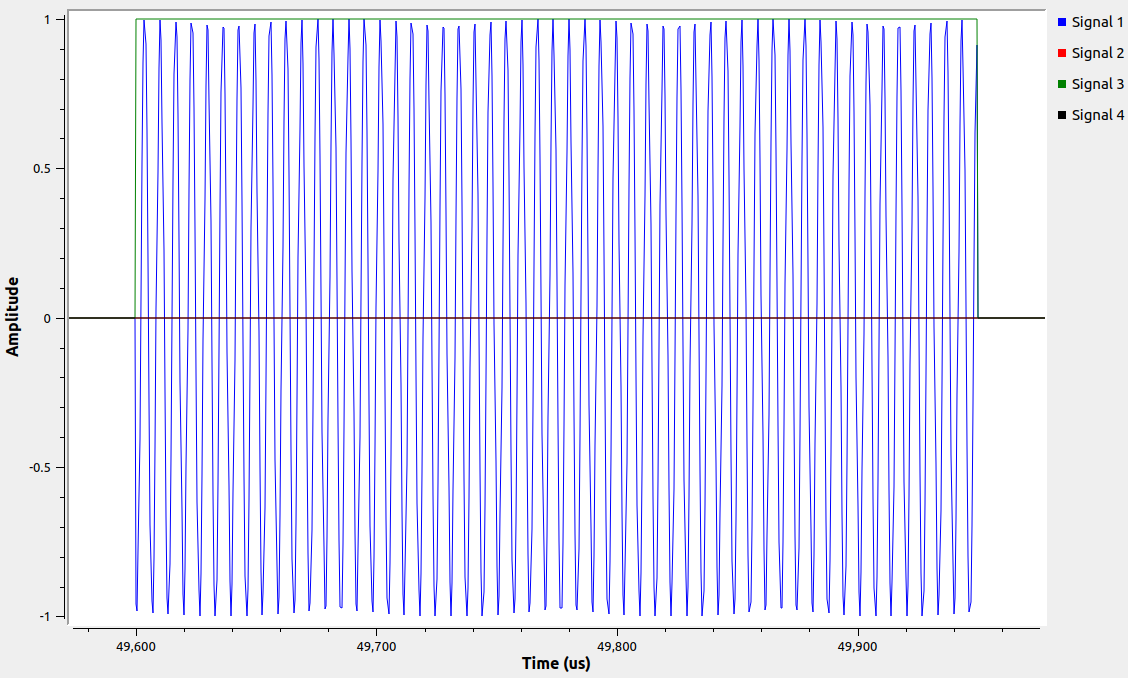 1
0.5
0
-0.5
-1
Amplitude
49,600
49,700
49,800
49,900
Time (us)
Signal 1
Signal 2
Signal 3
Signal 4